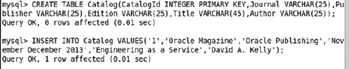 mysql> CREATE TABLE Catalog(CatalogId INTEGER PRIMARY KEY,Journal VARCHAR(25),Pu
blisher VARCHAR(25),Edition VARCHAR(25),Title VARCHAR(45),Author VARCHAR(25));
Query OK, 0 rows affected (0.01 sec)
mysql> INSERT INTO Catalog VALUES('1','Oracle Magazine','Oracle Publishing','Nov
ember December 2013','Engineering as a Service','David A. Kelly');
Query OK, 1 row affected (0.01 sec)